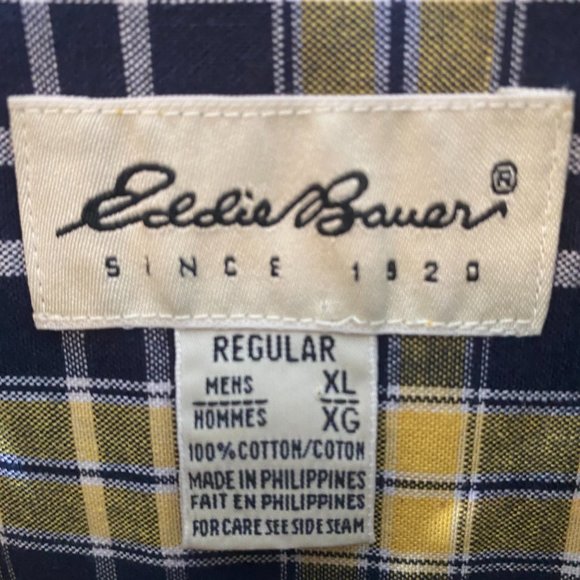 Eddie Bauer®
SINCE 1920
REGULAR
MENS XL
HOMMES XG
100% COTTON/COTON
MADE IN PHILIPPINES
FAIT EN PHILIPPINES
FOR CARE SEE SIDE SEAM